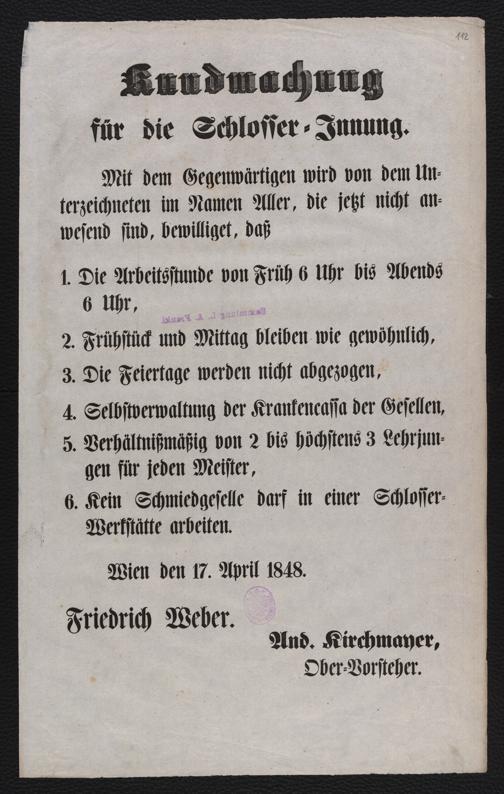 112
Kundmachung
für die Schlosser-Innung.
Mit dem Gegenwärtigen wird von dem Un-
terzeichneten im Namen Aller, die jetzt nicht an-
wesend sind, bewilliget, daß
1. Die Arbeitsstunde von Früh 6 Uhr bis Abends
6 Uhr,
Sammlung L. A. Frankl
2. Frühstück und Mittag bleiben wie gewöhnlich,
3. Die Feiertage werden nicht abgezogen,
4. Selbstverwaltung der Krankencassa der Gesellen,
5. Verhältnißmäßig von 2 bis höchstens 3 Lehrjun-
gen für jeden Meister,
6. Kein Schmiedgeselle darf in einer Schlosser-
Werkstätte arbeiten.
Wien den 17. April 1848.
Friedrich Weber.
And. Kirchmayer,
Ober-Vorsteher.